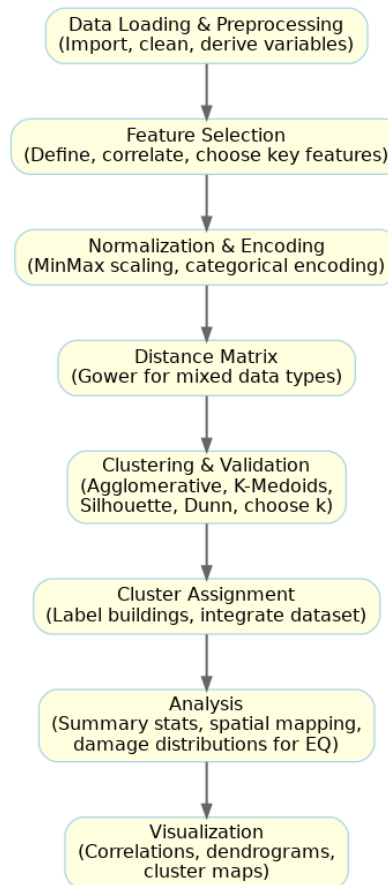 Data Loading & Preprocessing
(Import, clean, derive variables)
Feature Selection
(Define, correlate, choose key features)
Normalization & Encoding
(MinMax scaling, categorical encoding)
Distance Matrix
(Gower for mixed data types)
Clustering & Validation
(Agglomerative, K-Medoids,
Silhouette, Dunn, choose k)
Cluster Assignment
(Label buildings, integrate dataset)
Analysis
(Summary stats, spatial mapping,
damage distributions for EQ)
Visualization
(Correlations, dendrograms,
cluster maps)